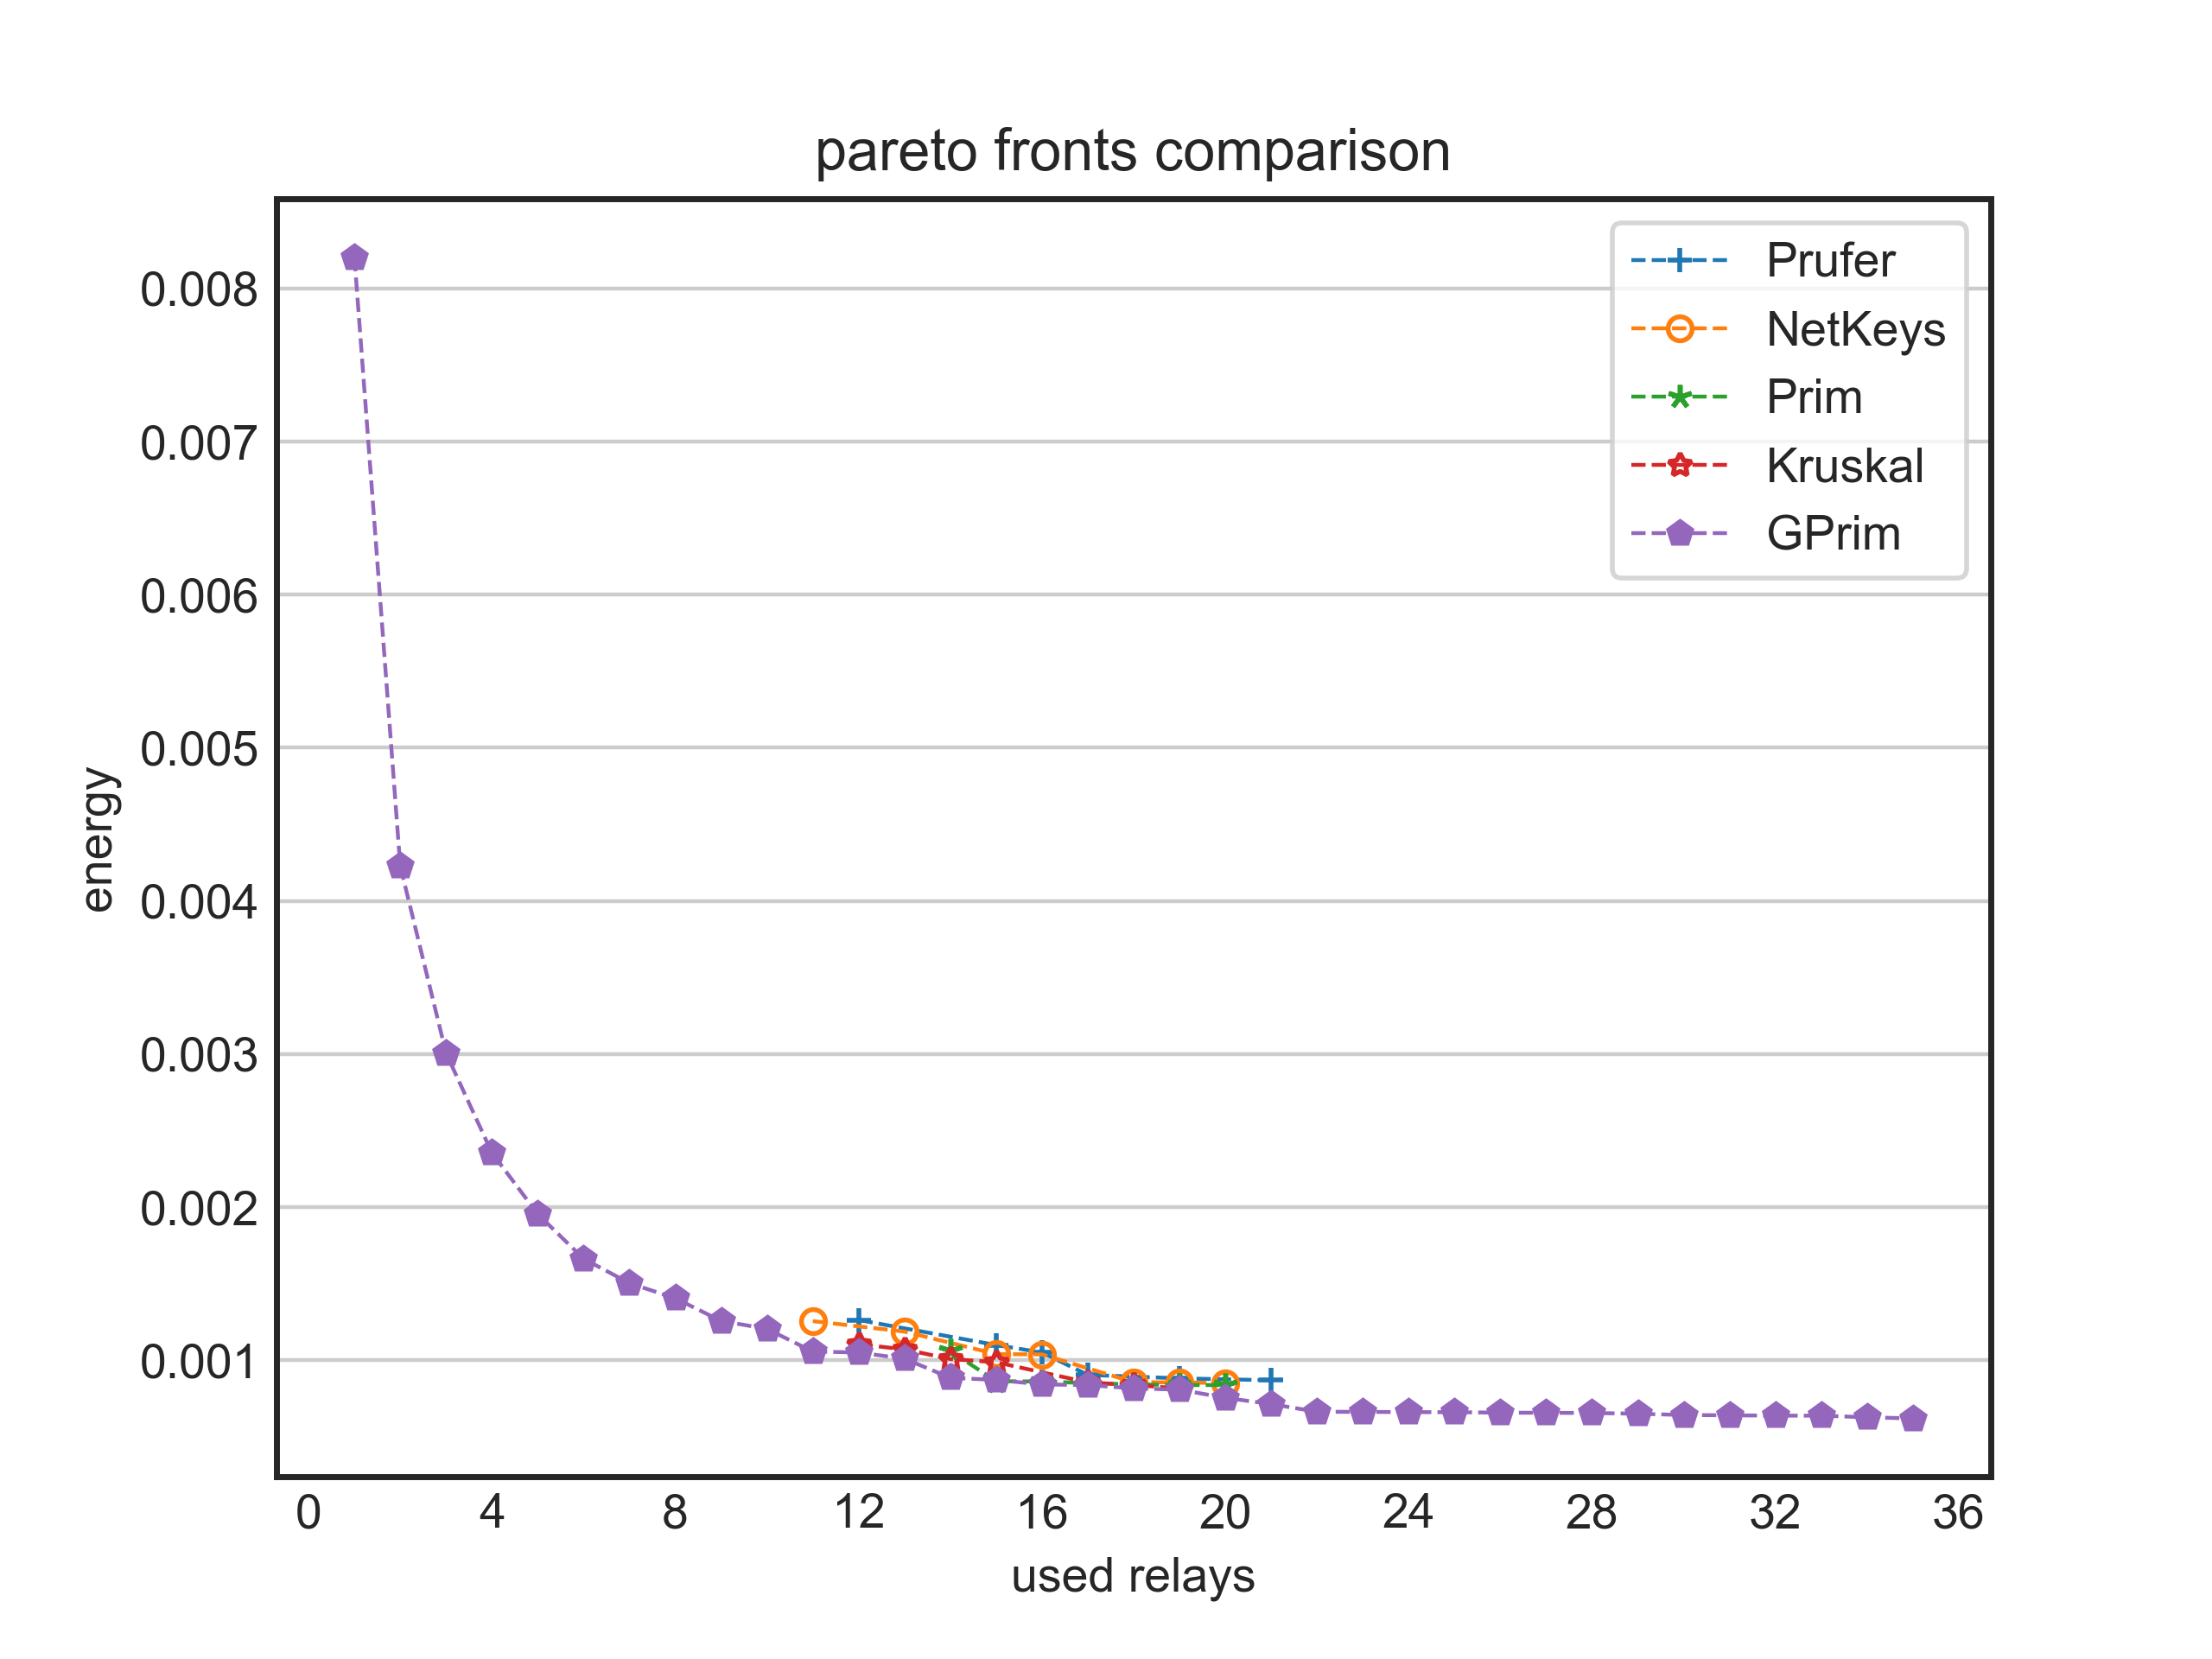 pareto fronts comparison
Prufer
NetKeys
Prim
Kruskal
GPrim
0.008
0.007
0.006
0.005
0.004
0.003
0.002
0.001
energy
0 4 8 12 16 20 24 28 32 36
used relays